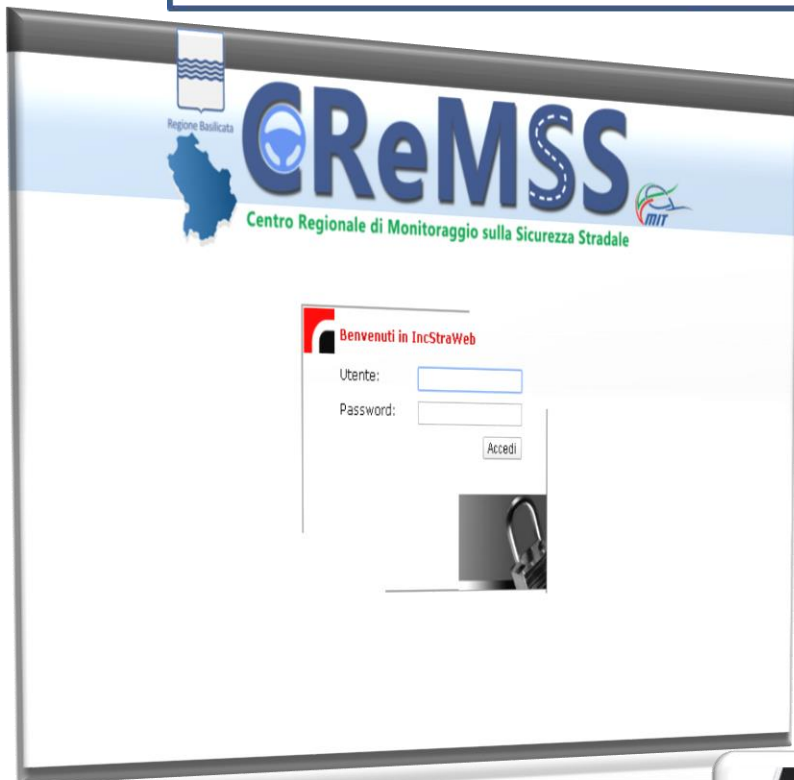 Regione Basilicata
CReMSS
MIT
Centro Regionale di Monitoraggio sulla Sicurezza Stradale
Benvenuti in IncStraWeb
Utente:
Password:
Accedi